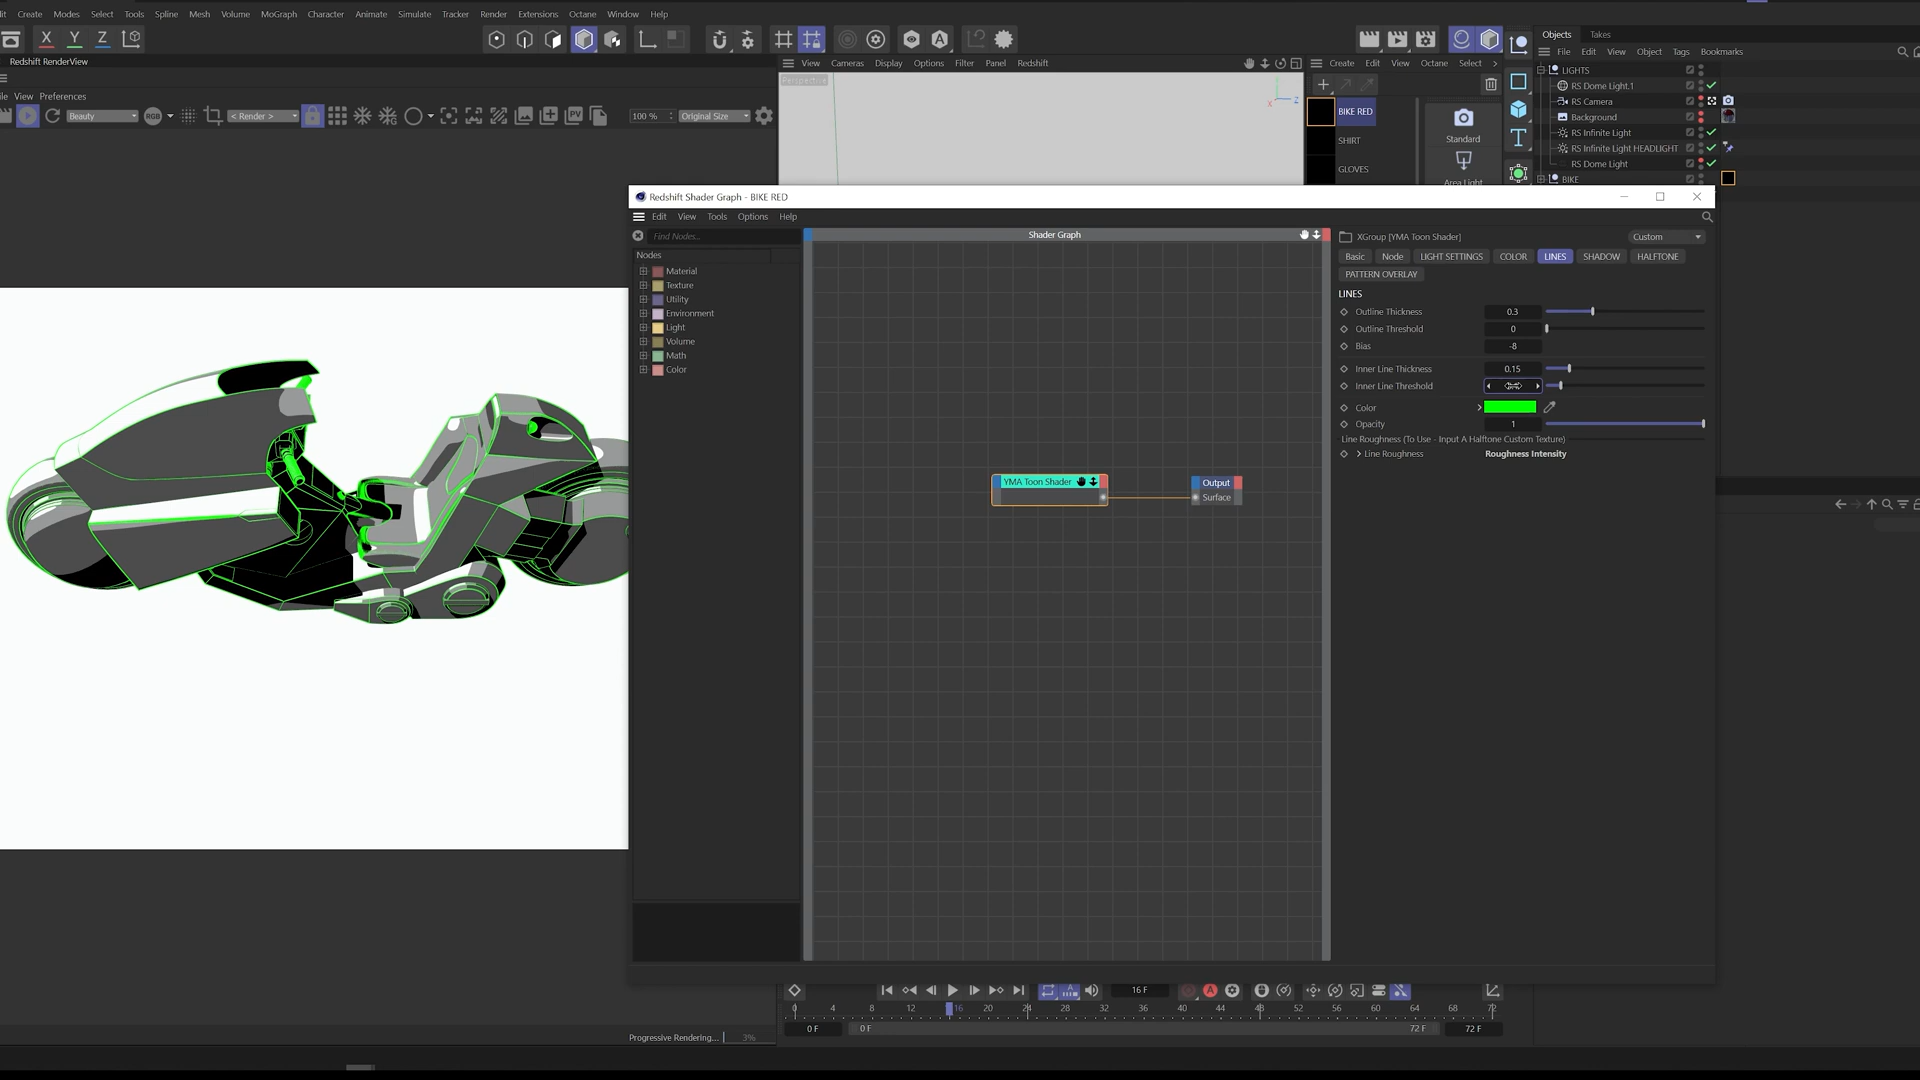 Create Modes Select Tools Spline Mesh Volume MoGraph Character Animate Simulate Tracker Render Extensions Octane Window Help
X Y Z
Redshift RenderView
View Preferences
Beauty RGB < Render > 100 % Original Size
View Cameras Display Options Filter Panel Redshift
Perspective
X Z
Create Edit View Octane Select
BIKE RED
SHIRT
GLOVES
Standard
Area Light
Objects Takes
File Edit View Object Tags Bookmarks
LIGHTS
RS Dome Light.1
RS Camera
Background
RS Infinite Light
RS Infinite Light HEADLIGHT
RS Dome Light
BIKE
Redshift Shader Graph - BIKE RED
Edit View Tools Options Help
Find Nodes...
Nodes
Material
Texture
Utility
Environment
Light
Volume
Math
Color
Shader Graph
YMA Toon Shader
Output
Surface
XGroup [YMA Toon Shader] Custom
Basic Node LIGHT SETTINGS COLOR LINES SHADOW HALFTONE
PATTERN OVERLAY
LINES
Outline Thickness 0.3
Outline Threshold 0
Bias -8
Inner Line Thickness 0.15
Inner Line Threshold
Color
Opacity 1
Line Roughness (To Use - Input A Halftone Custom Texture)
Line Roughness Roughness Intensity
16 F
0 4 8 12 16 20 24 28 32 36 40 44 48 52 56 60 64 68 72
0 F 0 F 72 F 72 F
Progressive Rendering... 3%